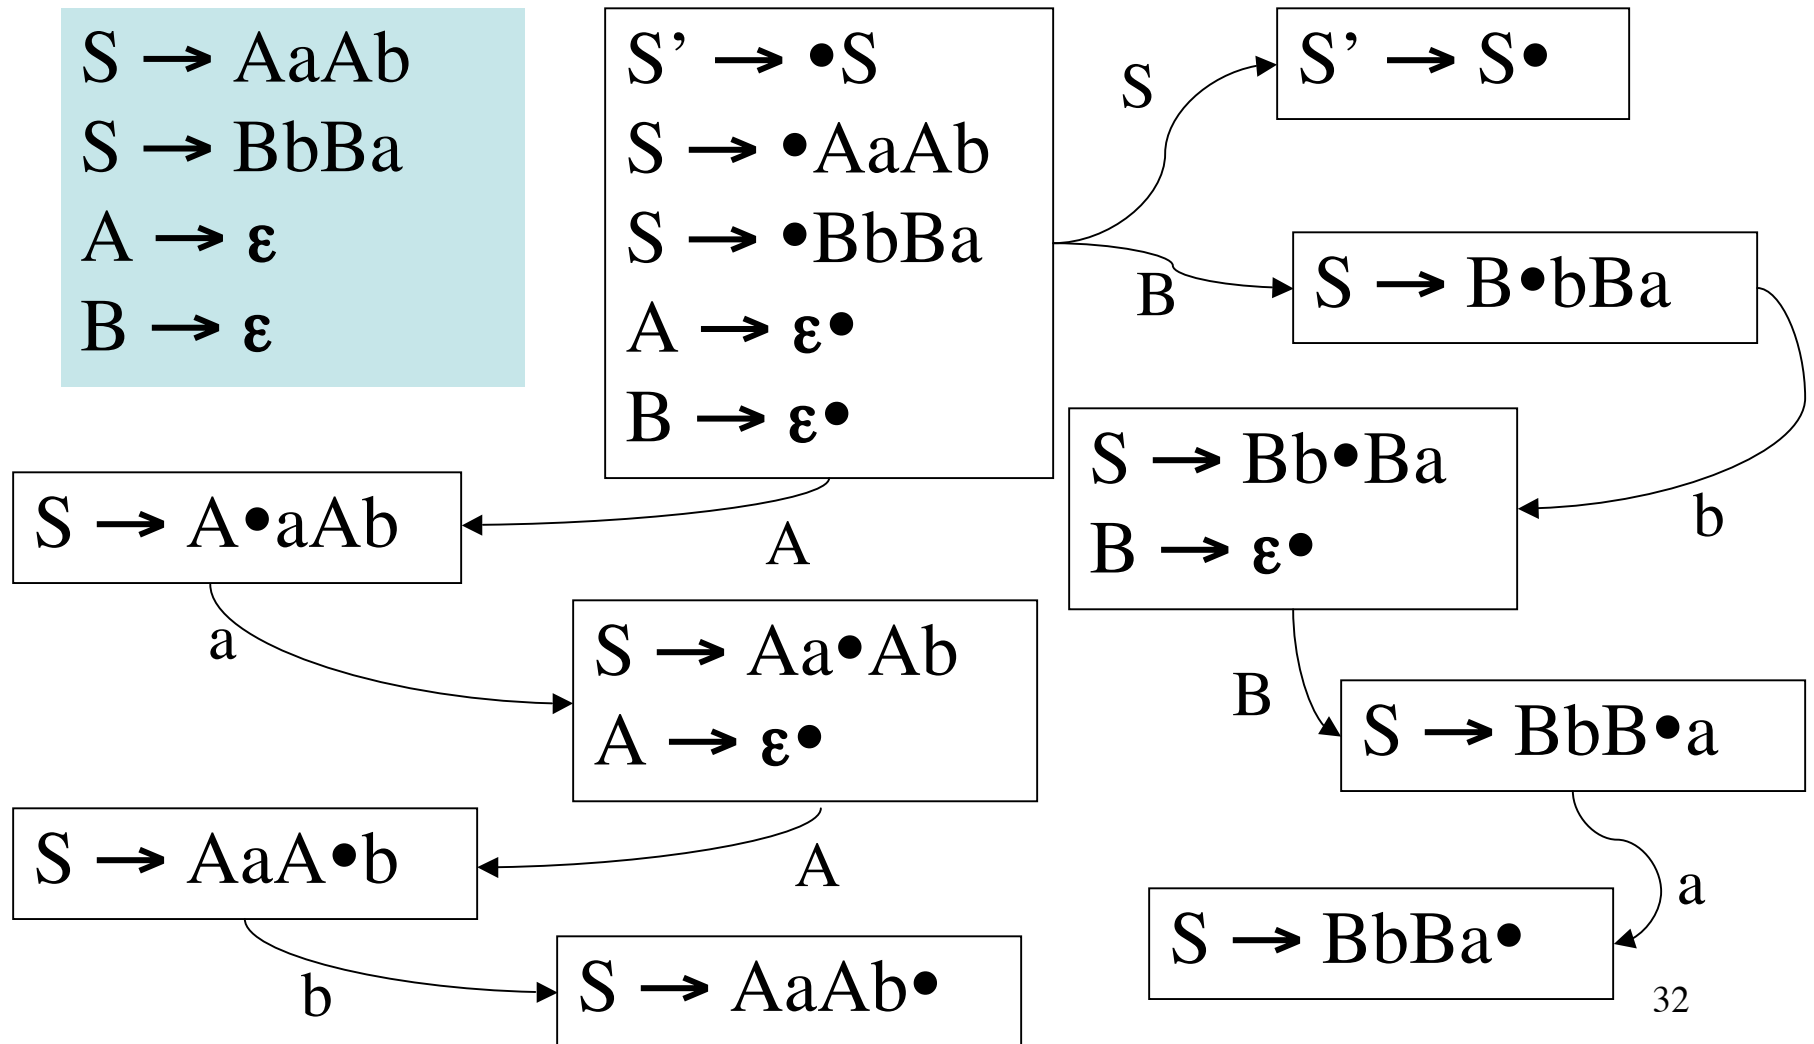 S → AaAb
S → BbBa
A → ε
B → ε
S’ → •S
S → •AaAb
S → •BbBa
A → ε•
B → ε•
S
S’ → S•
B
S → B•bBa
b
S → Bb•Ba
B → ε•
A
S → A•aAb
a
S → Aa•Ab
A → ε•
B
S → BbB•a
A
S → AaA•b
a
S → BbBa•
b
S → AaAb•
32